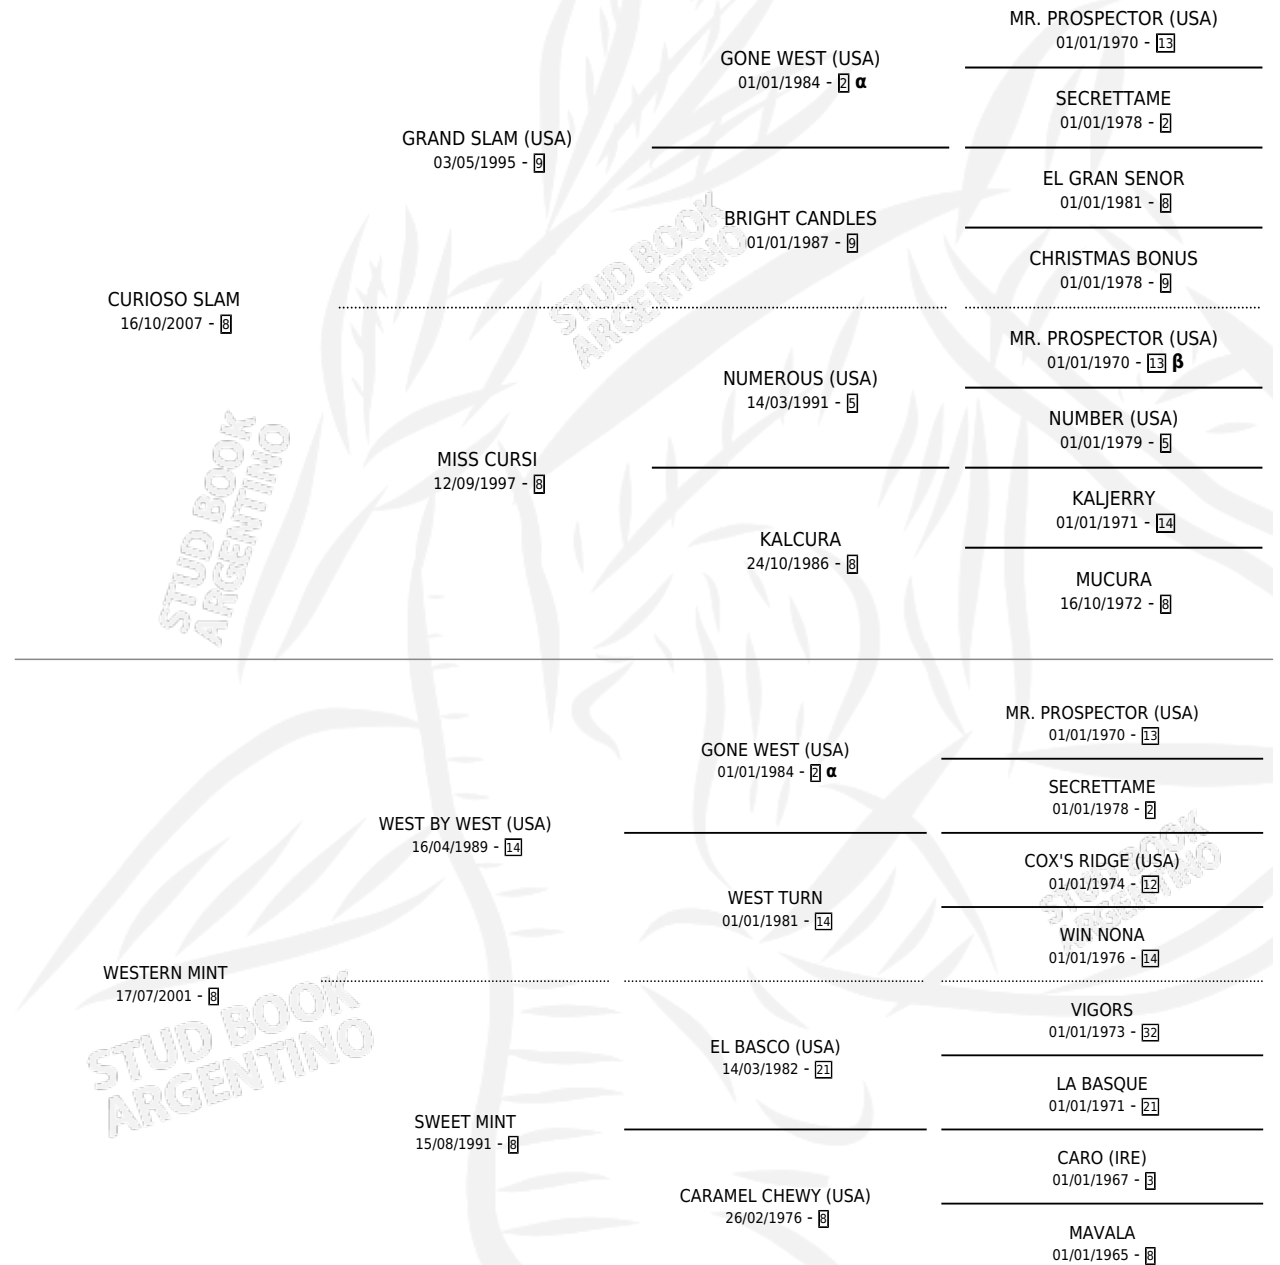 MR. PROSPECTOR (USA)
01/01/1970 - 13
GONE WEST (USA)
01/01/1984 - 2 α
SECRETTAME
01/01/1978 - 2
GRAND SLAM (USA)
03/05/1995 - 9
EL GRAN SENOR
01/01/1981 - 8
BRIGHT CANDLES
01/01/1987 - 9
CHRISTMAS BONUS
01/01/1978 - 9
CURIOSO SLAM
16/10/2007 - 8
MR. PROSPECTOR (USA)
01/01/1970 - 13 β
NUMEROUS (USA)
14/03/1991 - 5
NUMBER (USA)
01/01/1979 - 5
MISS CURSI
12/09/1997 - 8
KALJERRY
01/01/1971 - 14
KALCURA
24/10/1986 - 8
MUCURA
16/10/1972 - 8
MR. PROSPECTOR (USA)
01/01/1970 - 13
GONE WEST (USA)
01/01/1984 - 2 α
SECRETTAME
01/01/1978 - 2
WEST BY WEST (USA)
16/04/1989 - 14
COX'S RIDGE (USA)
01/01/1974 - 12
WEST TURN
01/01/1981 - 14
WIN NONA
01/01/1976 - 14
WESTERN MINT
17/07/2001 - 8
VIGORS
01/01/1973 - 32
EL BASCO (USA)
14/03/1982 - 21
LA BASQUE
01/01/1971 - 21
SWEET MINT
15/08/1991 - 8
CARO (IRE)
01/01/1967 - 3
CARAMEL CHEWY (USA)
26/02/1976 - 8
MAVALA
01/01/1965 - 8
STUD BOOK
ARGENTINO
STUD BOOK
ARGENTINO
STUD BOOK
ARGENTINO
STUD BOOK
ARGENTINO